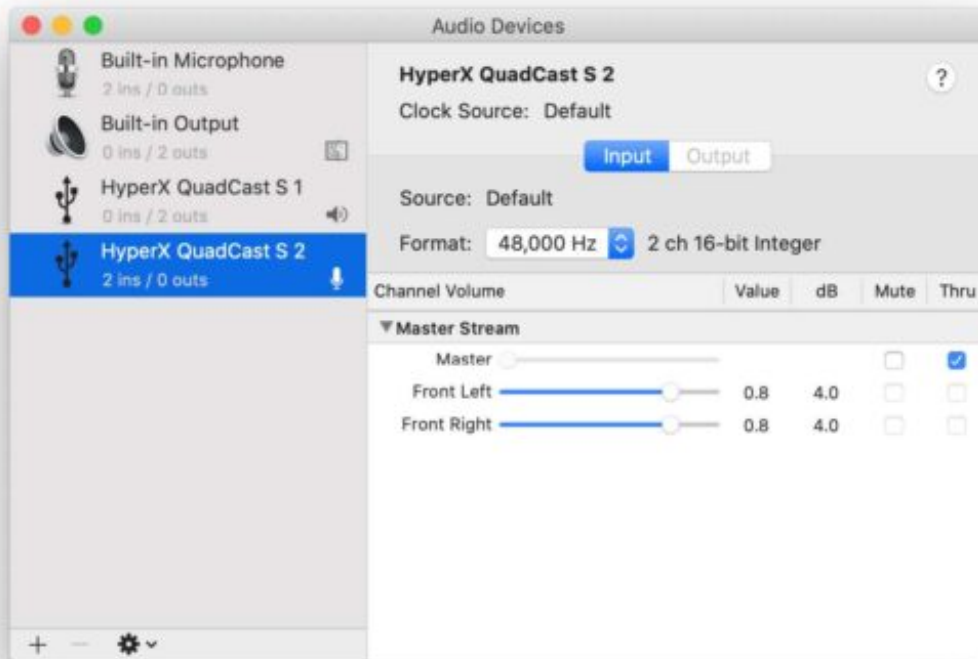 Audio Devices
Built-in Microphone
2 ins / 0 outs
Built-in Output
0 ins / 2 outs
HyperX QuadCast S 1
0 ins / 2 outs
HyperX QuadCast S 2
2 ins / 0 outs
HyperX QuadCast S 2
?
Clock Source: Default
Input Output
Source: Default
Format: 48,000 Hz 2 ch 16-bit Integer
Channel Volume Value dB Mute Thru
Master Stream
Master
Front Left 0.8 4.0
Front Right 0.8 4.0